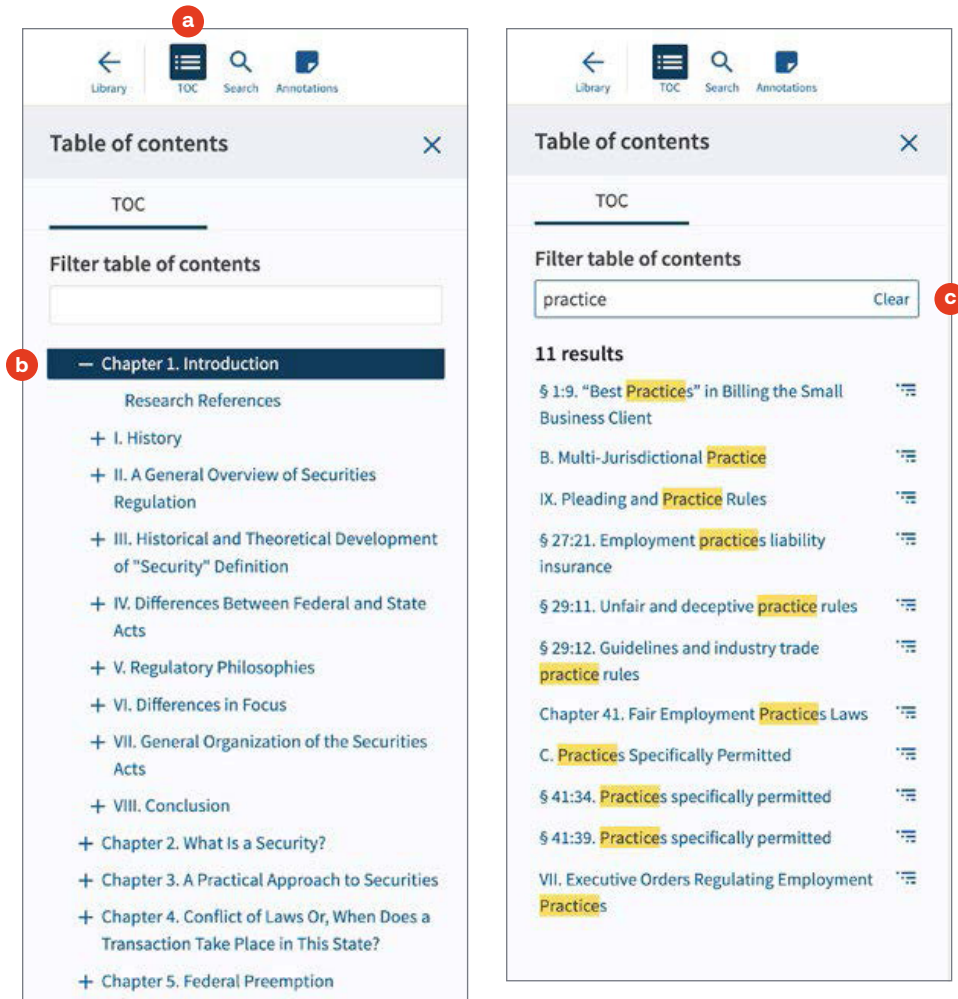 a
Library TOC Search Annotations
Table of contents
TOC
Filter table of contents
b
Chapter 1. Introduction
Research References
I. History
II. A General Overview of Securities
Regulation
III. Historical and Theoretical Development
of "Security" Definition
IV. Differences Between Federal and State
Acts
V. Regulatory Philosophies
VI. Differences in Focus
VII. General Organization of the Securities
Acts
VIII. Conclusion
Chapter 2. What Is a Security?
Chapter 3. A Practical Approach to Securities
Chapter 4. Conflict of Laws Or, When Does a
Transaction Take Place in This State?
Chapter 5. Federal Preemption
Library TOC Search Annotations
Table of contents
TOC
Filter table of contents
practice Clear
c
11 results
§ 1:9. “Best Practices” in Billing the Small
Business Client
B. Multi-Jurisdictional Practice
IX. Pleading and Practice Rules
§ 27:21. Employment practices liability
insurance
§ 29:11. Unfair and deceptive practice rules
§ 29:12. Guidelines and industry trade
practice rules
Chapter 41. Fair Employment Practices Laws
C. Practices Specifically Permitted
§ 41:34. Practices specifically permitted
§ 41:39. Practices specifically permitted
VII. Executive Orders Regulating Employment
Practices